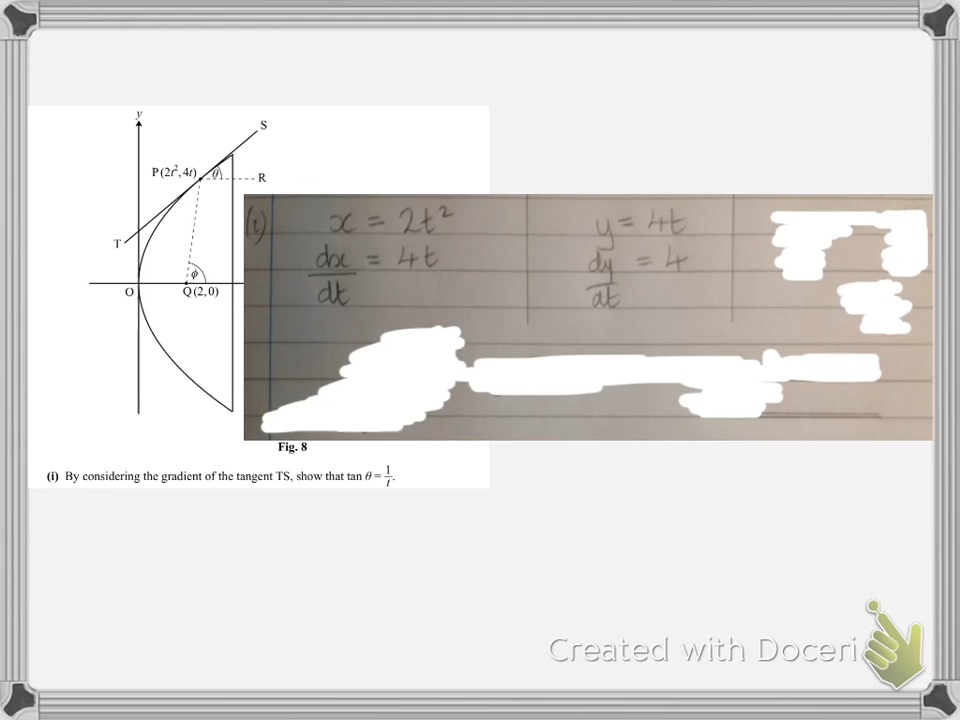 y
S
P(2t², 4t)
θ
R
T
ϕ
O
Q(2,0)
(i) x = 2t² y = 4t
dx/dt = 4t dy/dt = 4
Fig. 8
(i) By considering the gradient of the tangent TS, show that tan θ = 1/t.
Created with Doceri